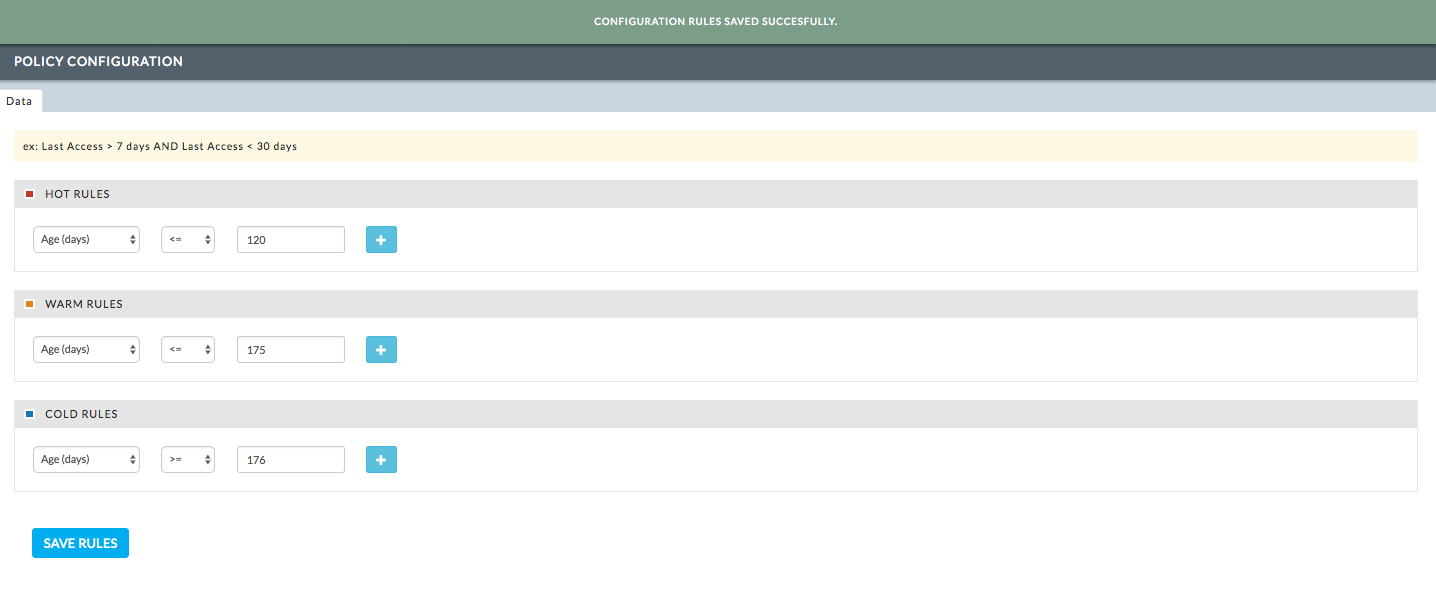 CONFIGURATION RULES SAVED SUCCESFULLY.
POLICY CONFIGURATION
Data
ex: Last Access > 7 days AND Last Access < 30 days
HOT RULES
Age (days) <= 120 +
WARM RULES
Age (days) <= 175 +
COLD RULES
Age (days) >= 176 +
SAVE RULES